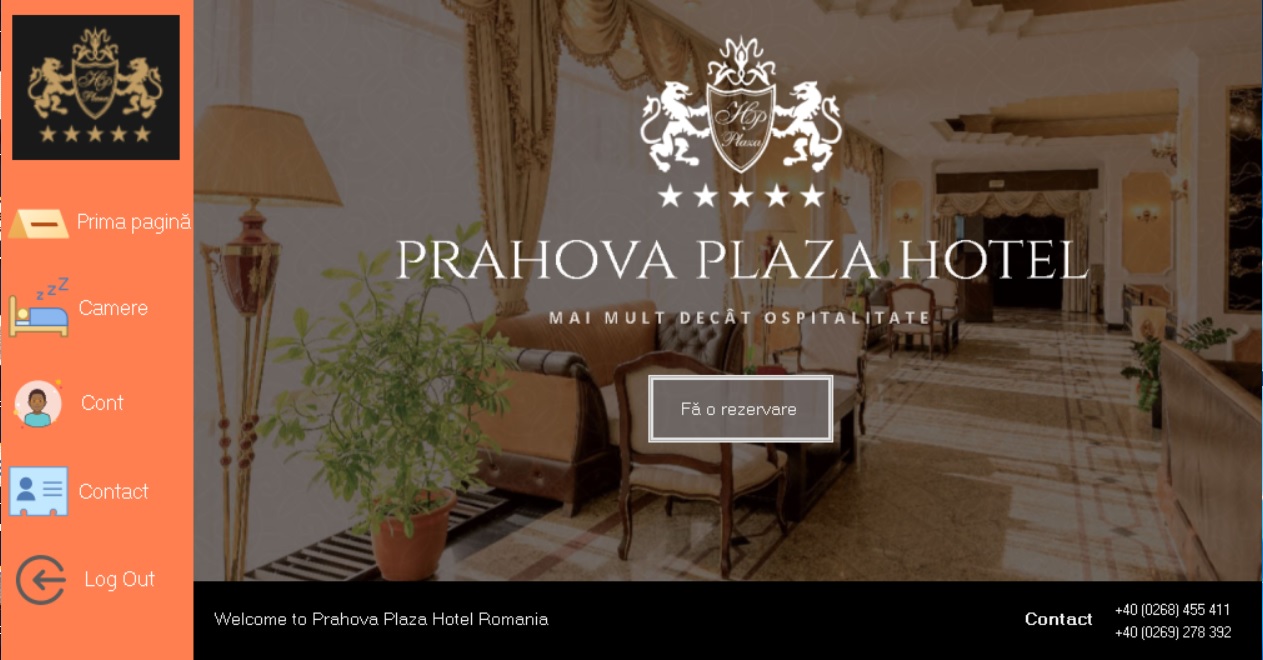 HP
Plaza
Prima pagină
Camere
zzZ
Cont
Contact
Log Out
HP
Plaza
PRAHOVA PLAZA HOTEL
MAI MULT DECÂT OSPITALITATE
Fă o rezervare
Welcome to Prahova Plaza Hotel Romania
Contact
+40 (0268) 455 411
+40 (0269) 278 392